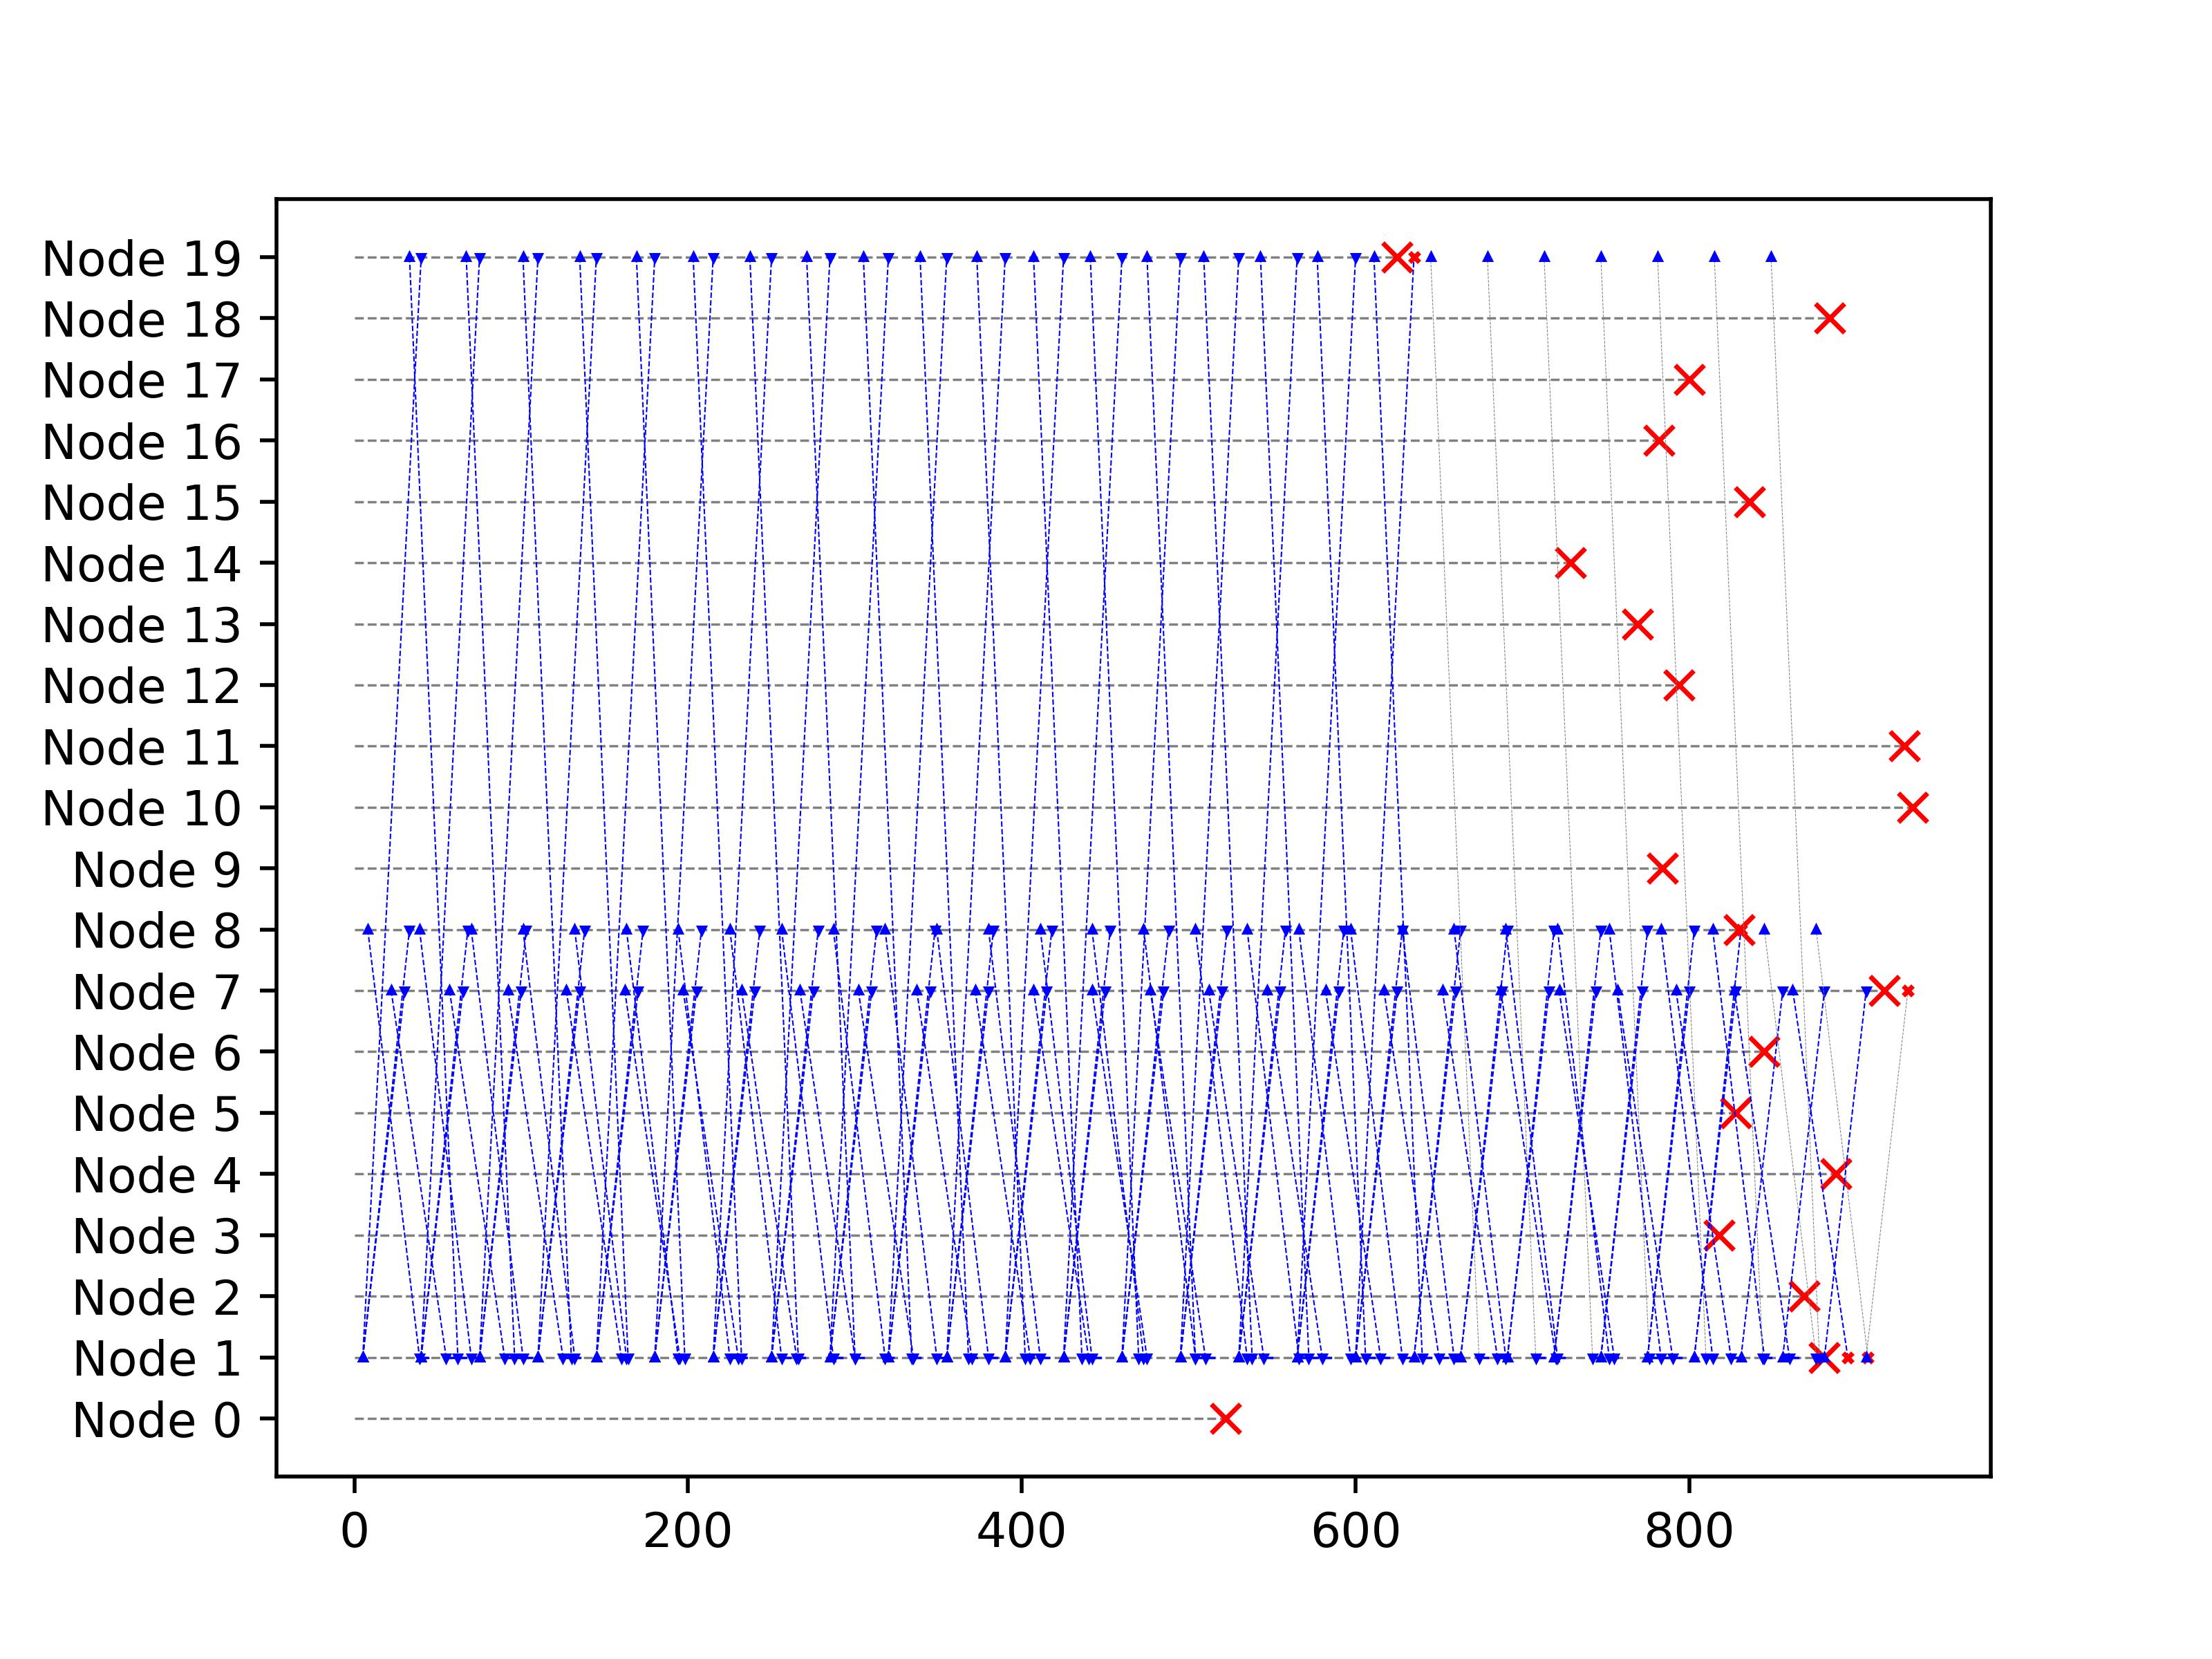 Node 19
Node 18
Node 17
Node 16
Node 15
Node 14
Node 13
Node 12
Node 11
Node 10
Node 9
Node 8
Node 7
Node 6
Node 5
Node 4
Node 3
Node 2
Node 1
Node 0
0 200 400 600 800